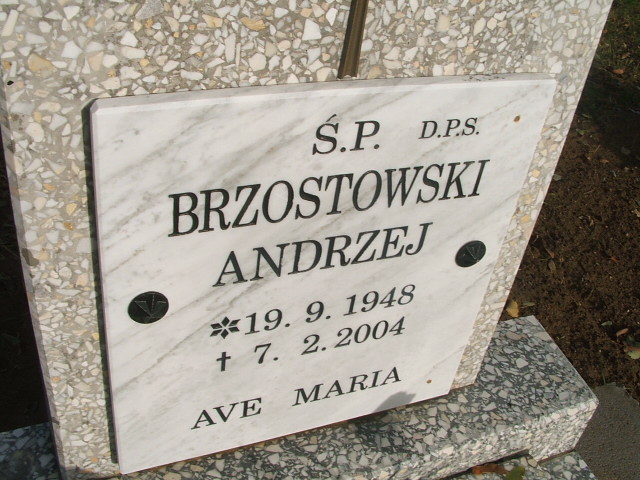 Ś.P. D.P.S.
BRZOSTOWSKI
ANDRZEJ
19. 9. 1948
† 7. 2. 2004
AVE MARIA